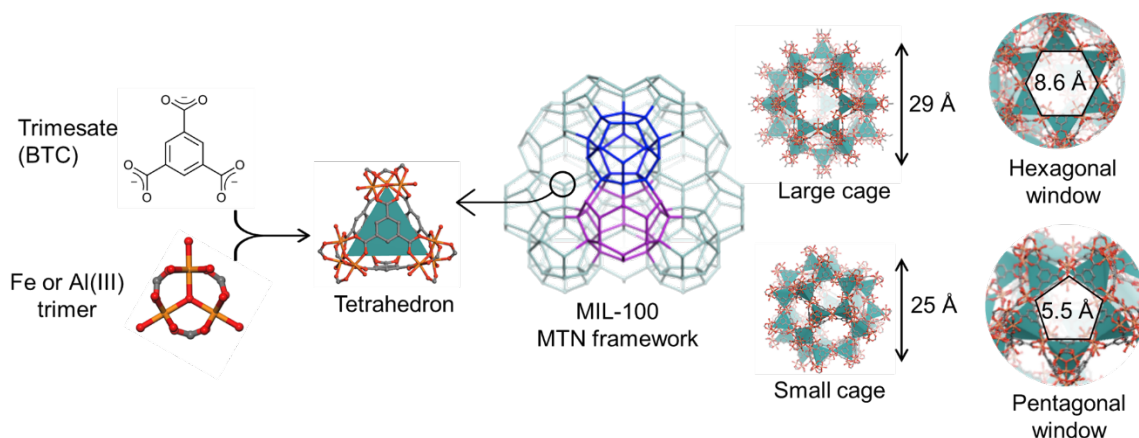 Trimesate
(BTC)
O
O
−
O
O
−
O
O
−
Fe or Al(III)
trimer
Tetrahedron
MIL-100
MTN framework
29 Å
Large cage
8.6 Å
Hexagonal
window
25 Å
Small cage
5.5 Å
Pentagonal
window